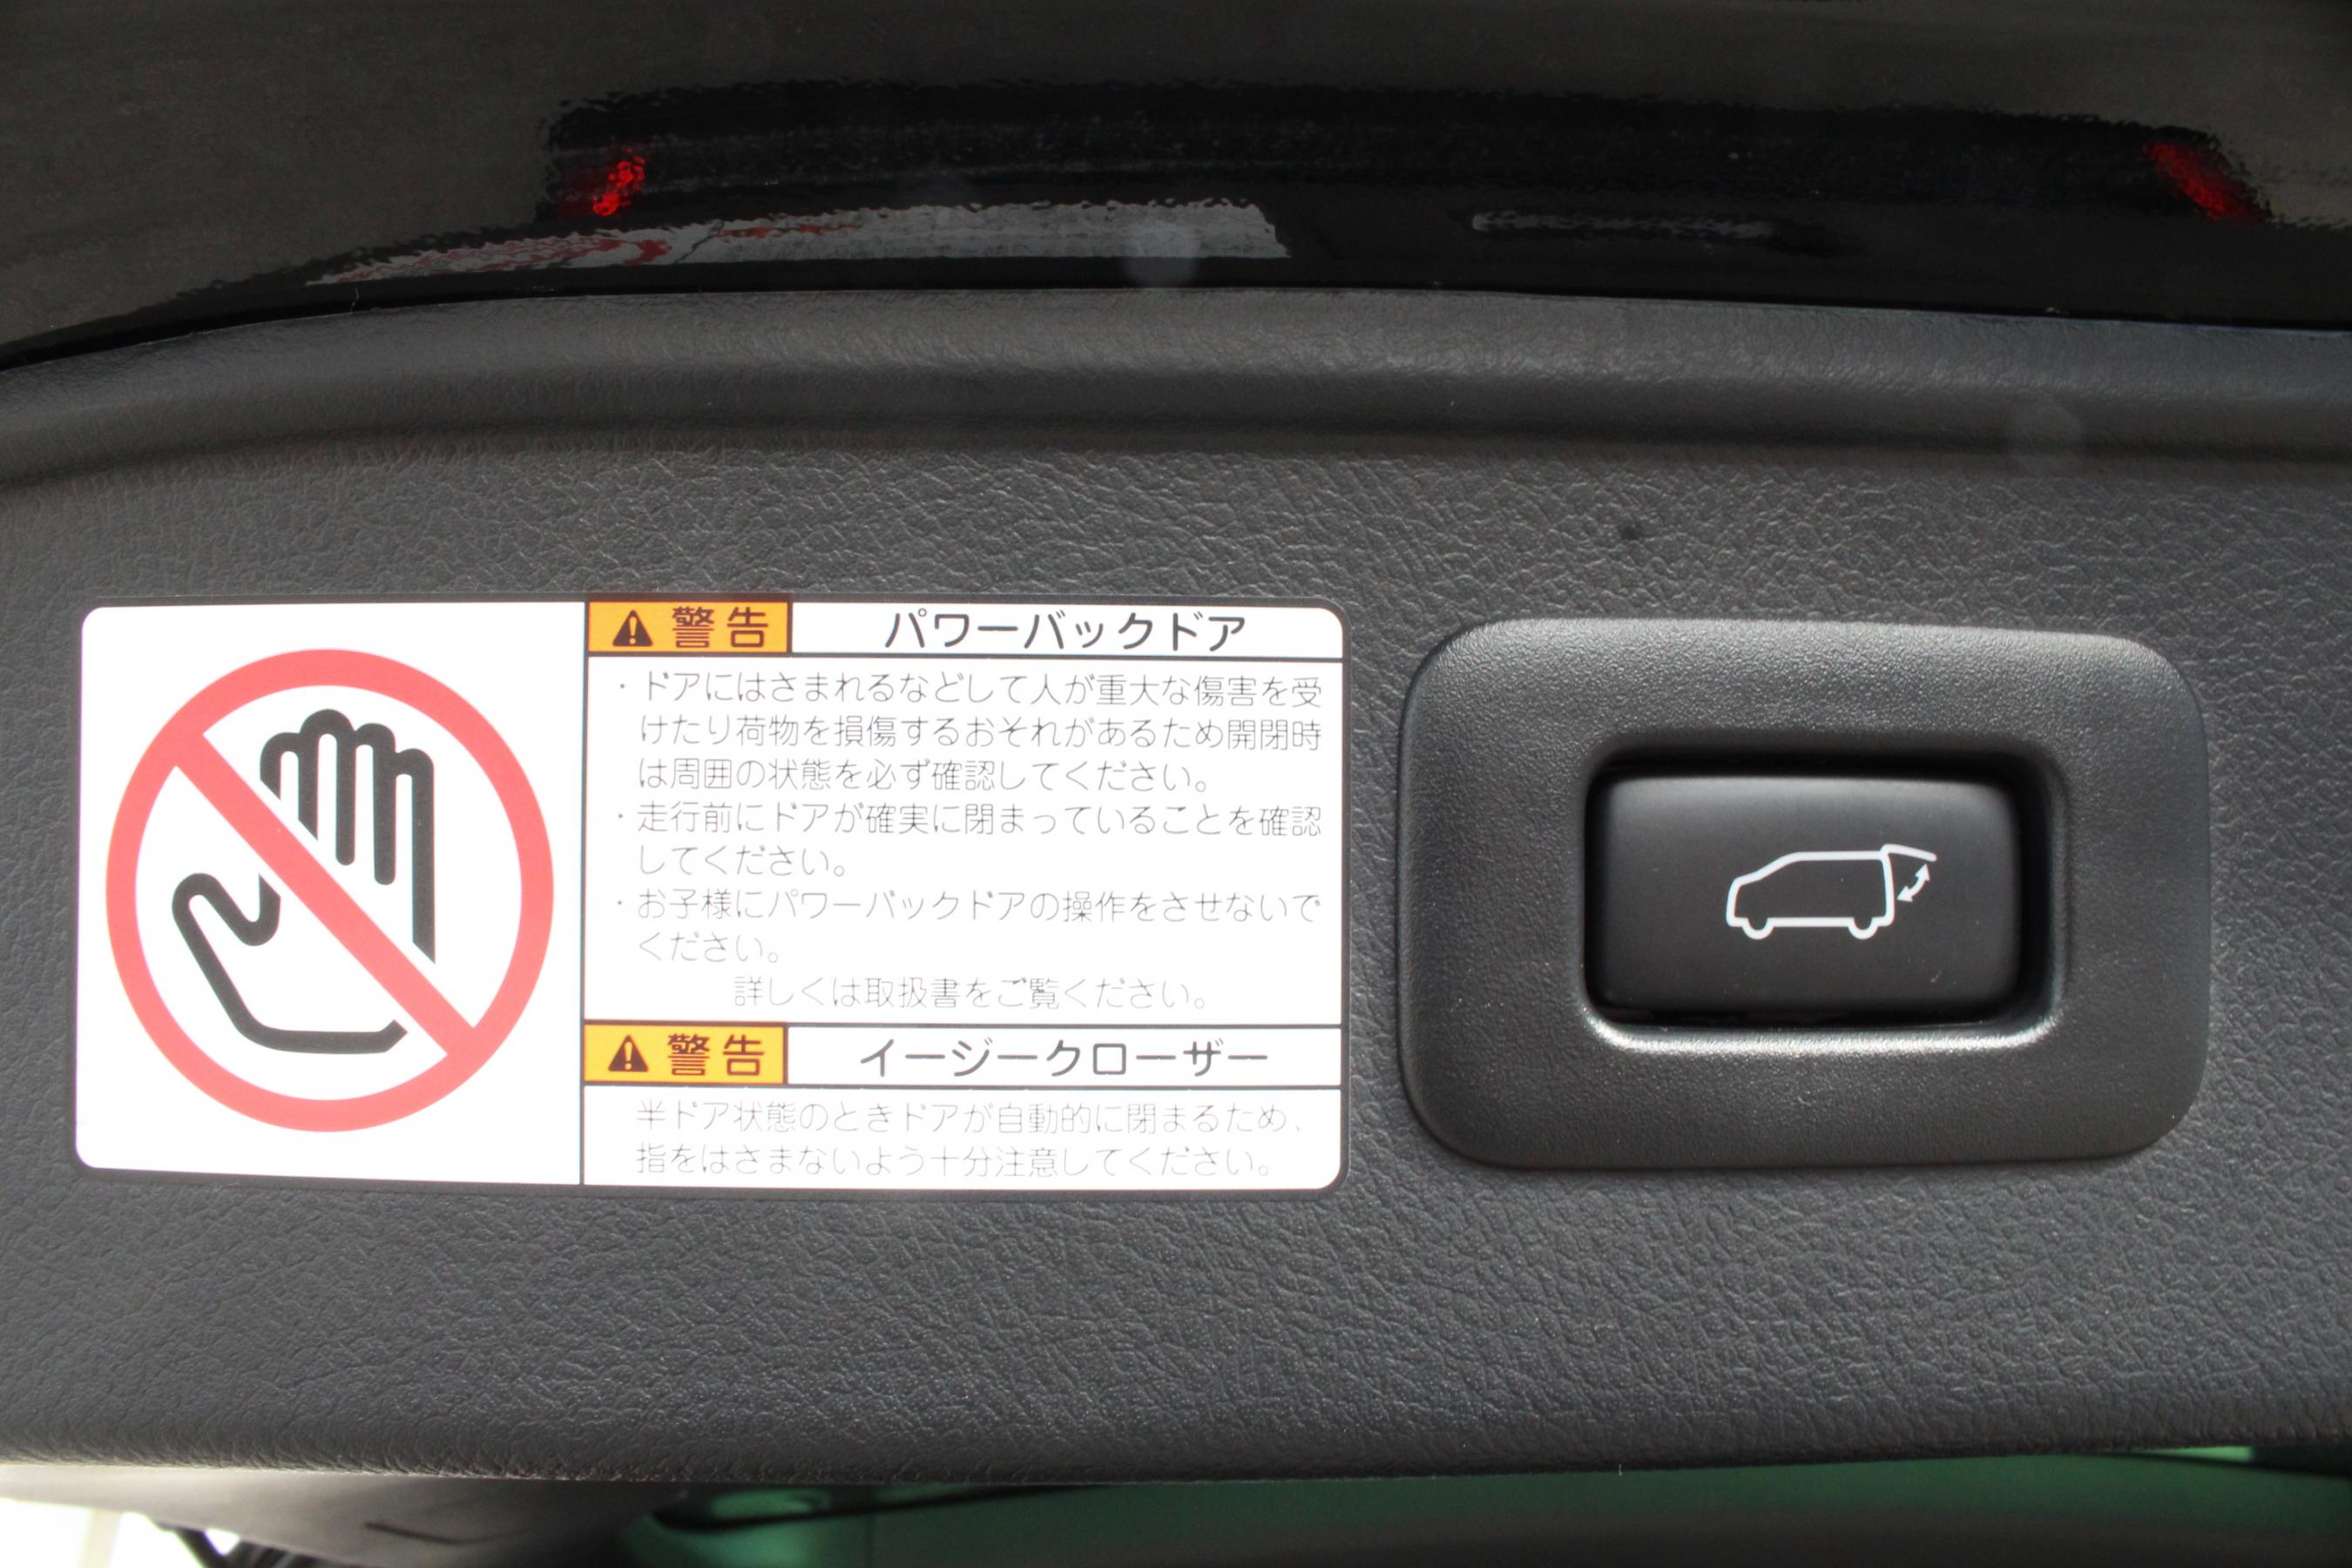 警告 パワーバックドア
・ドアにはさまれるなどして人が重大な傷害を受
けたり荷物を損傷するおそれがあるため開閉時
は周囲の状態を必ず確認してください。
・走行前にドアが確実に閉まっていることを確認
してください。
・お子様にパワーバックドアの操作をさせないで
ください。
詳しくは取扱書をご覧ください。
警告 イージークローザー
半ドア状態のときドアが自動的に閉まるため、
指をはさまないよう十分注意してください。